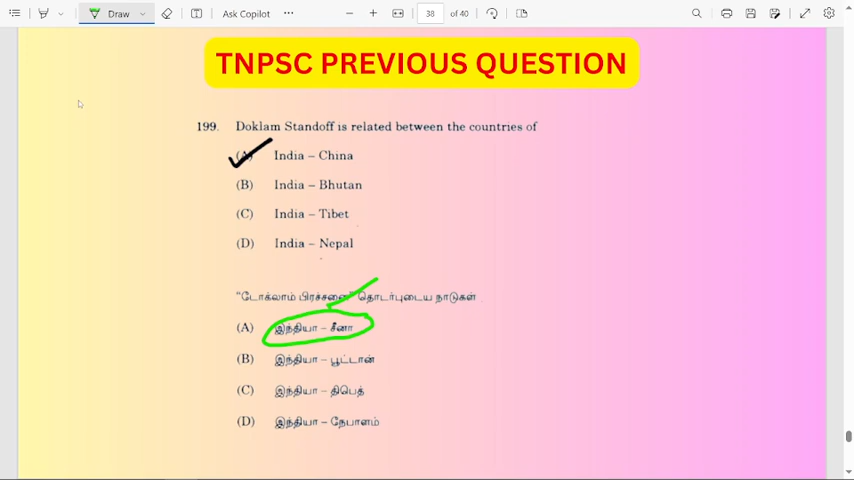 Draw
Ask Copilot
38 of 40
TNPSC PREVIOUS QUESTION
199. Doklam Standoff is related between the countries of
(A) India – China
(B) India – Bhutan
(C) India – Tibet
(D) India – Nepal
"டோக்லாம் பிரச்சனை" தொடர்புடைய நாடுகள்
(A) இந்தியா – சீனா
(B) இந்தியா – பூட்டான்
(C) இந்தியா – திபெத்
(D) இந்தியா – நேபாளம்